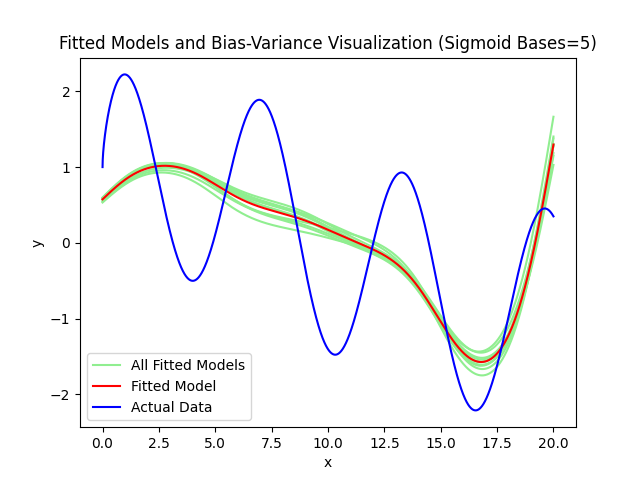 Fitted Models and Bias-Variance Visualization (Sigmoid Bases=5)
2
1
0
−1
−2
y
All Fitted Models
Fitted Model
Actual Data
0.0 2.5 5.0 7.5 10.0 12.5 15.0 17.5 20.0
x